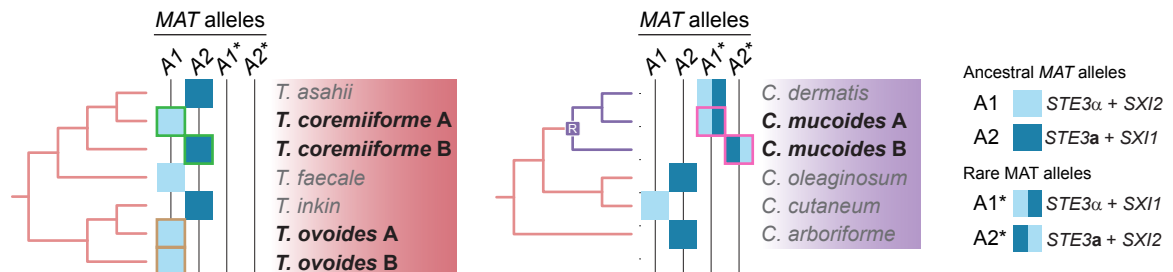 MAT alleles
A1 A2 A1* A2*
T. asahii
T. coremiiforme A
T. coremiiforme B
T. faecale
T. inkin
T. ovoides A
T. ovoides B
MAT alleles
A1 A2 A1* A2*
R
C. dermatis
C. mucoides A
C. mucoides B
C. oleaginosum
C. cutaneum
C. arboriforme
Ancestral MAT alleles
A1 STE3α + SXI2
A2 STE3a + SXI1
Rare MAT alleles
A1* STE3α + SXI1
A2* STE3a + SXI2